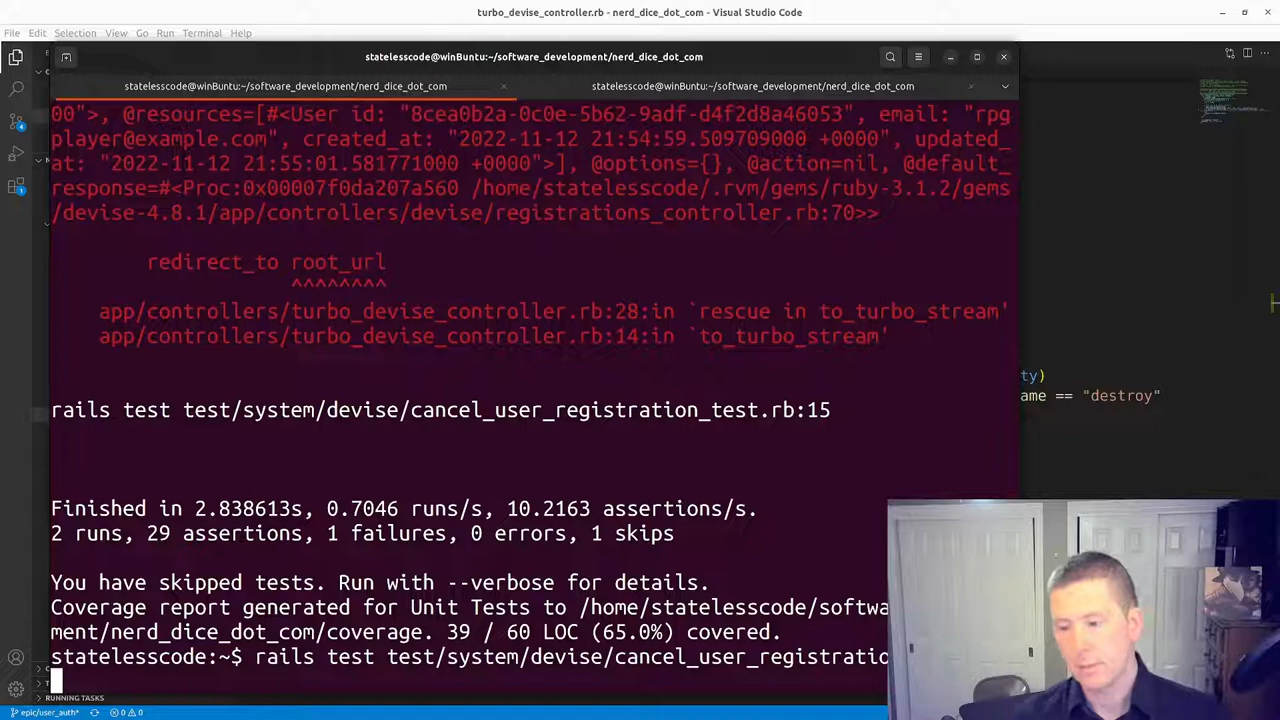 turbo_devise_controller.rb - nerd_dice_dot_com - Visual Studio Code
File Edit Selection View Go Run Terminal Help
statelesscode@winBuntu:~/software_development/nerd_dice_dot_com
statelesscode@winBuntu:~/software_development/nerd_dice_dot_com × statelesscode@winBuntu:~/software_development/nerd_dice_dot_com ×
00">, @resources=[#<User id: "8cea0b2a-0c0e-5b62-9adf-d4f2d8e16053", email: "rpg
player@example.com", created_at: "2022-11-12 21:54:59.509709000 +0000", updated_
at: "2022-11-12 21:55:01.581771000 +0000">], @options={}, @action=nil, @default_
response=#<Proc:0x00007f0da207a560 /home/statelesscode/.rvm/gems/ruby-3.1.2/gems
/devise-4.8.1/app/controllers/devise/registrations_controller.rb:70>>
redirect_to root_url
^^^^^^^^
app/controllers/turbo_devise_controller.rb:28:in `rescue in to_turbo_stream'
app/controllers/turbo_devise_controller.rb:14:in `to_turbo_stream'
ty)
ame == "destroy"
rails test test/system/devise/cancel_user_registration_test.rb:15
Finished in 2.838613s, 0.7046 runs/s, 10.2163 assertions/s.
2 runs, 29 assertions, 1 failures, 0 errors, 1 skips
You have skipped tests. Run with --verbose for details.
Coverage report generated for Unit Tests to /home/statelesscode/softwa
ment/nerd_dice_dot_com/coverage. 39 / 60 LOC (65.0%) covered.
statelesscode:~$ rails test test/system/devise/cancel_user_registratio
RUNNING TASKS
epic/user_auth* 0 0